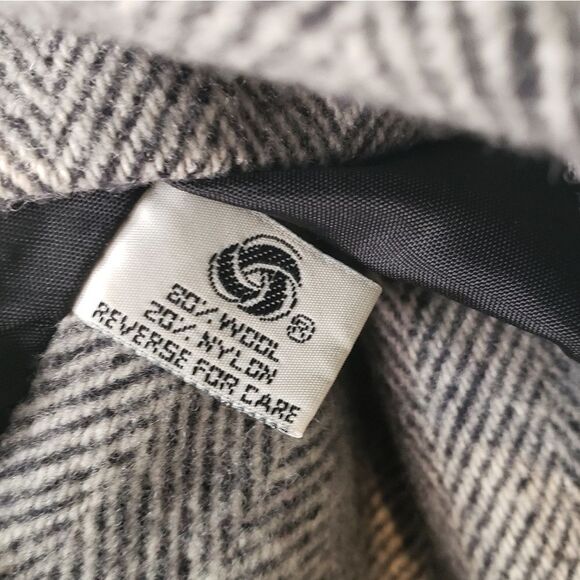 ®
80% WOOL
20% NYLON
REVERSE FOR CARE